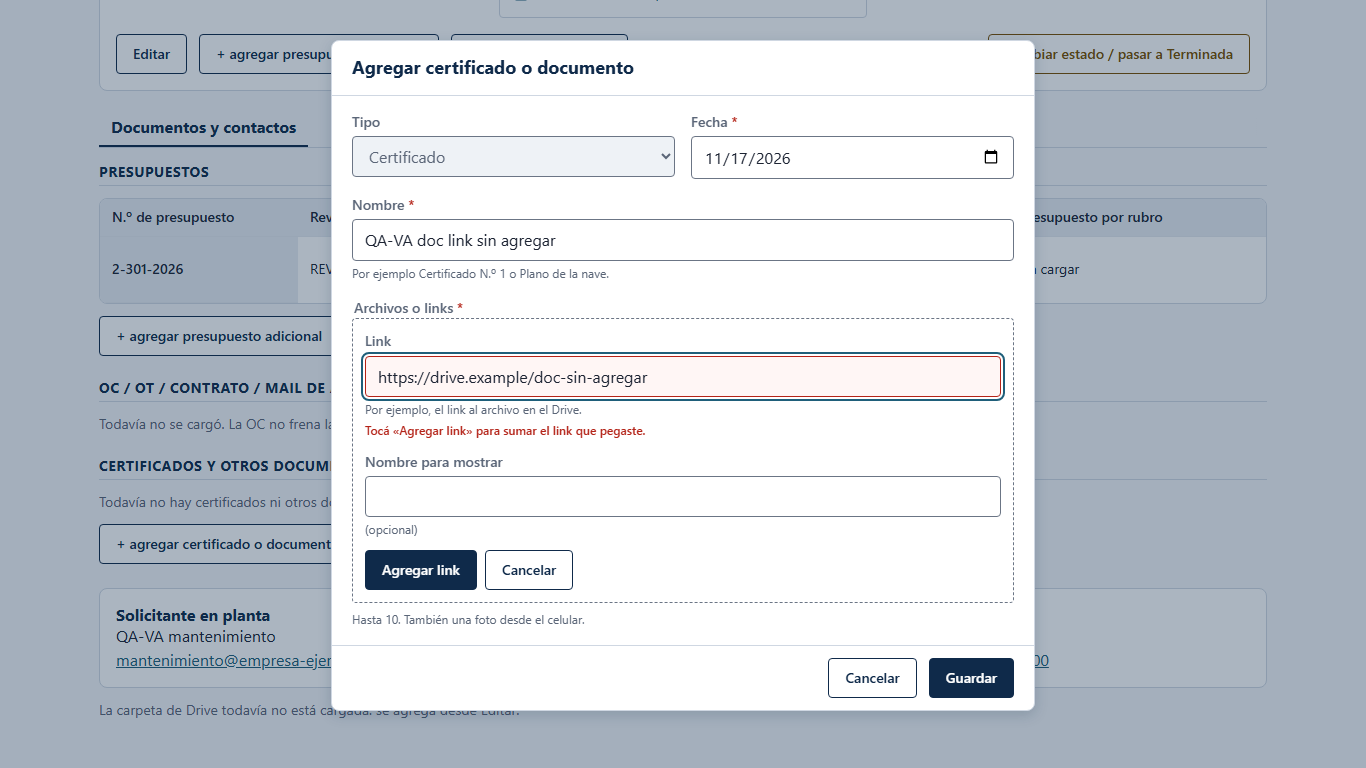 Editar
+ agregar presupu
biar estado / pasar a Terminada
Agregar certificado o documento
Tipo
Fecha *
Certificado
11/17/2026
Nombre *
QA-VA doc link sin agregar
Por ejemplo Certificado N.º 1 o Plano de la nave.
Archivos o links *
Link
https://drive.example/doc-sin-agregar
Por ejemplo, el link al archivo en el Drive.
Tocá «Agregar link» para sumar el link que pegaste.
Nombre para mostrar
(opcional)
Agregar link
Cancelar
Hasta 10. También una foto desde el celular.
Cancelar
Guardar
Documentos y contactos
PRESUPUESTOS
N.º de presupuesto
Rev
esupuesto por rubro
2-301-2026
REV
cargar
+ agregar presupuesto adicional
OC / OT / CONTRATO / MAIL DE
Todavía no se cargó. La OC no frena la
CERTIFICADOS Y OTROS DOCUM
Todavía no hay certificados ni otros d
+ agregar certificado o document
Solicitante en planta
QA-VA mantenimiento
mantenimiento@empresa-ejer
00
La carpeta de Drive todavía no está cargada: se agrega desde Editar.